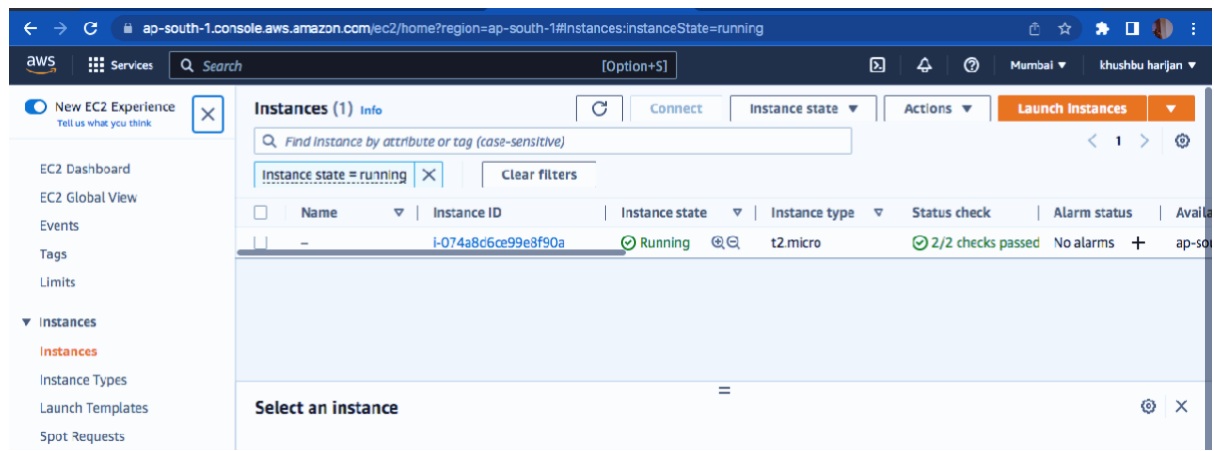 ap-south-1.console.aws.amazon.com/ec2/home?region=ap-south-1#Instances:instanceState=running
aws Services Search [Option+S] Mumbai khushbu harijan
New EC2 Experience
Tell us what you think
Instances (1) Info Connect Instance state Actions Launch instances
Find Instance by attribute or tag (case-sensitive) 1
Instance state = running Clear filters
EC2 Dashboard
EC2 Global View
Events
Tags
Limits
Instances
Instances
Instance Types
Launch Templates
Spot Requests
Name Instance ID Instance state Instance type Status check Alarm status Availa
– i-074a8d6ce99e8f90a Running t2.micro 2/2 checks passed No alarms + ap-sou
Select an instance